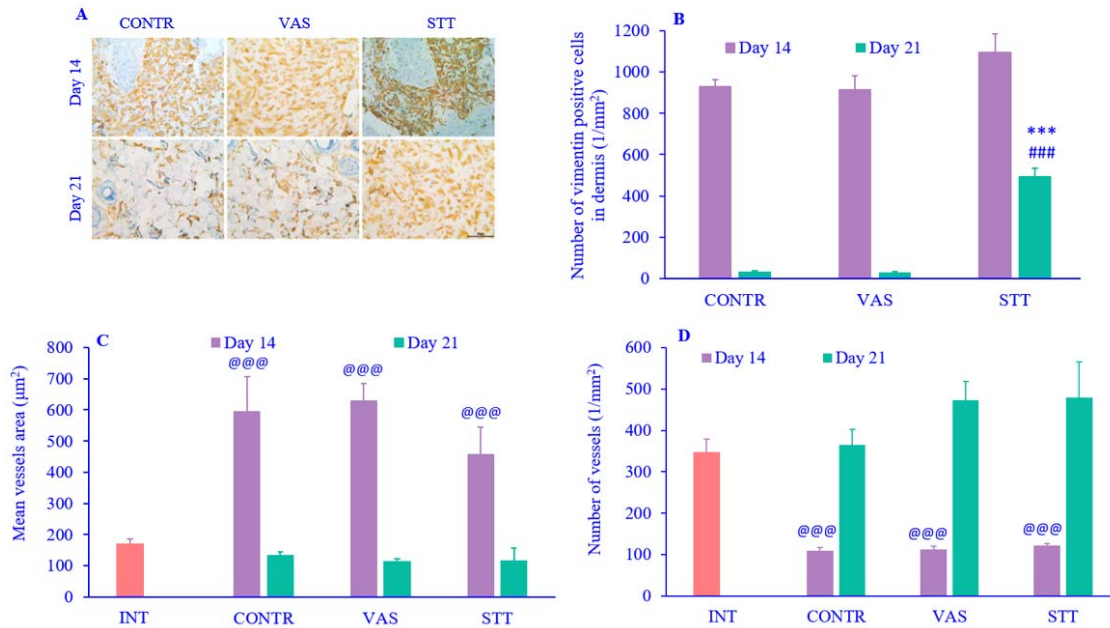 A
CONTR VAS STT
Day 14
Day 21
B
Number of vimentin positive cells
in dermis (1/mm²)
1200
1000
800
600
400
200
0
Day 14 Day 21
***
###
CONTR VAS STT
C
Mean vessels area (µm²)
800
700
600
500
400
300
200
100
0
Day 14 Day 21
@@@ @@@ @@@
INT CONTR VAS STT
D
Number of vessels (1/mm²)
600
500
400
300
200
100
0
Day 14 Day 21
@@@ @@@ @@@
INT CONTR VAS STT